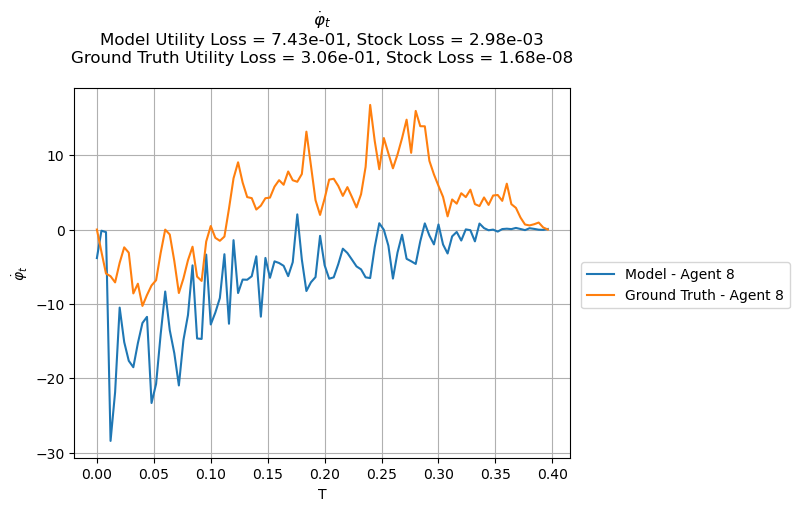 φ̇ₜ
Model Utility Loss = 7.43e-01, Stock Loss = 2.98e-03
Ground Truth Utility Loss = 3.06e-01, Stock Loss = 1.68e-08
10
0
−10
−20
−30
φ̇ₜ
0.00 0.05 0.10 0.15 0.20 0.25 0.30 0.35 0.40
T
Model - Agent 8
Ground Truth - Agent 8